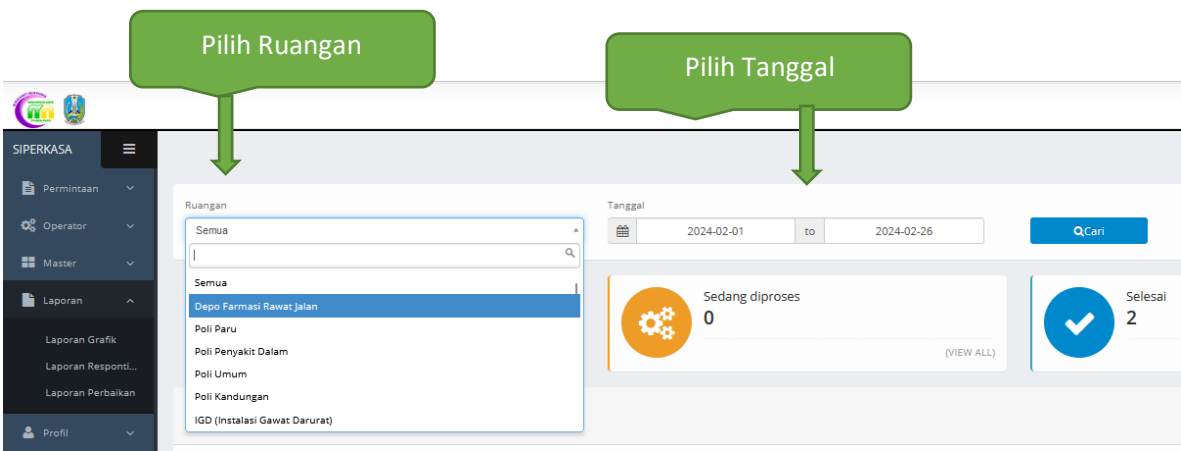 Pilih Ruangan
Pilih Tanggal
SIPERKASA
Permintaan
Operator
Master
Laporan
Laporan Grafik
Laporan Responti...
Laporan Perbaikan
Profil
Ruangan
Semua
Semua
Depo Farmasi Rawat Jalan
Poli Paru
Poli Penyakit Dalam
Poli Umum
Poli Kandungan
IGD (Instalasi Gawat Darurat)
Tanggal
2024-02-01 to 2024-02-26
Cari
Sedang diproses
0
(VIEW ALL)
Selesai
2